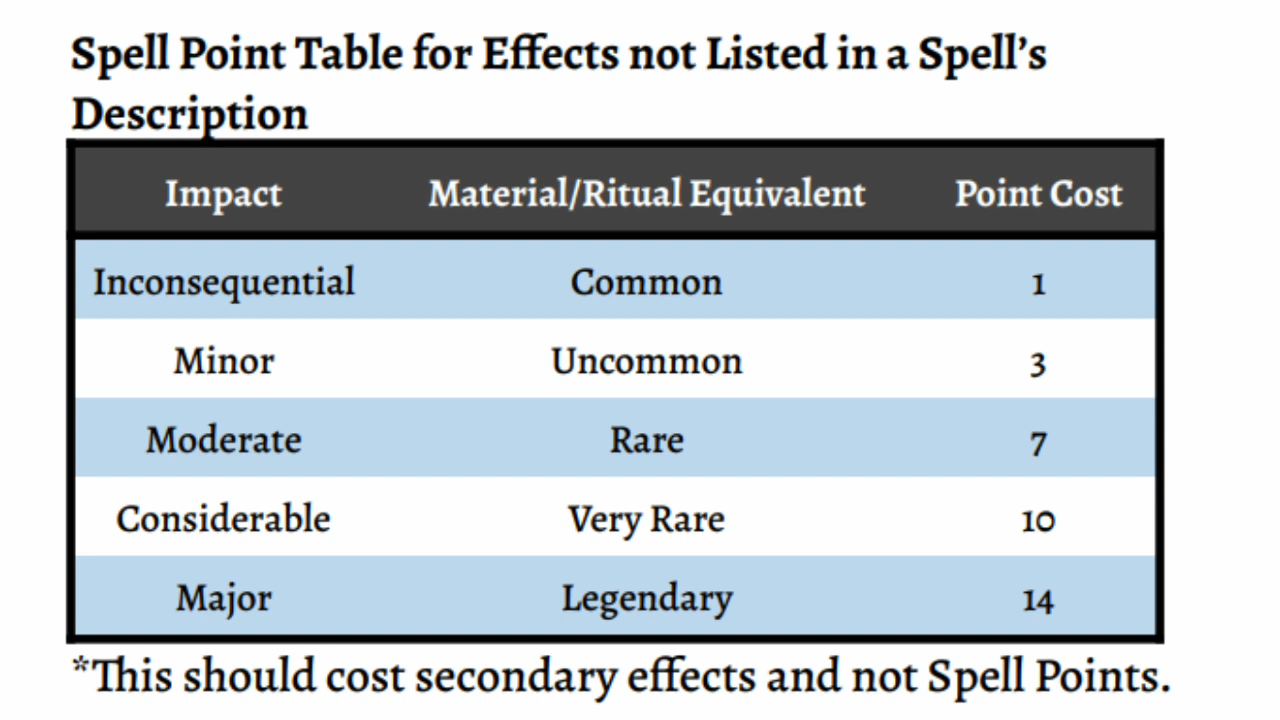 Spell Point Table for Effects not Listed in a Spell’s
Description
Impact Material/Ritual Equivalent Point Cost
Inconsequential Common 1
Minor Uncommon 3
Moderate Rare 7
Considerable Very Rare 10
Major Legendary 14
*This should cost secondary effects and not Spell Points.